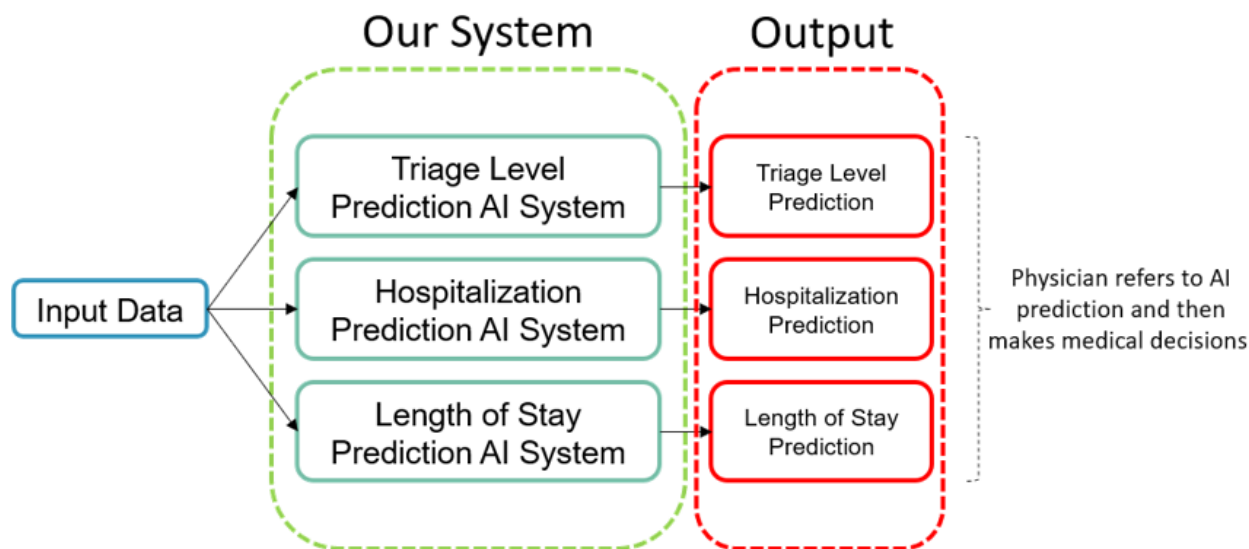 Our System
Output
Triage Level
Prediction AI System
Triage Level
Prediction
Input Data
Hospitalization
Prediction AI System
Hospitalization
Prediction
Physician refers to AI
prediction and then
makes medical decisions
Length of Stay
Prediction AI System
Length of Stay
Prediction